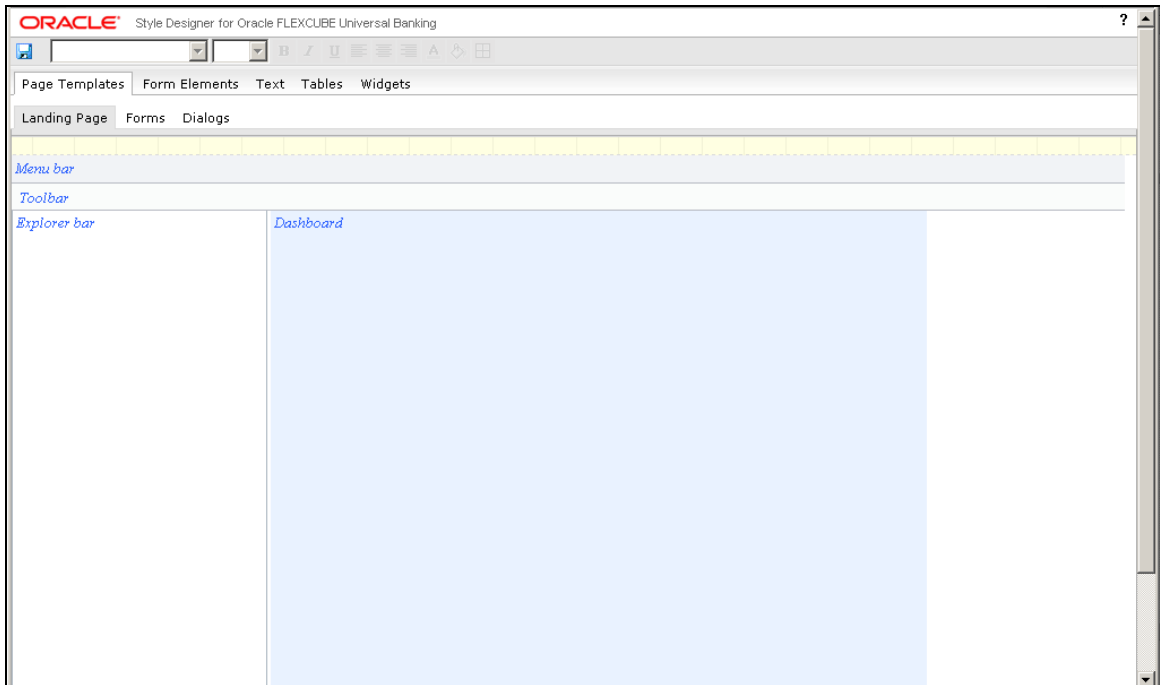 ORACLE® Style Designer for Oracle FLEXCUBE Universal Banking ?
B I U A
Page Templates Form Elements Text Tables Widgets
Landing Page Forms Dialogs
Menu bar
Toolbar
Explorer bar Dashboard